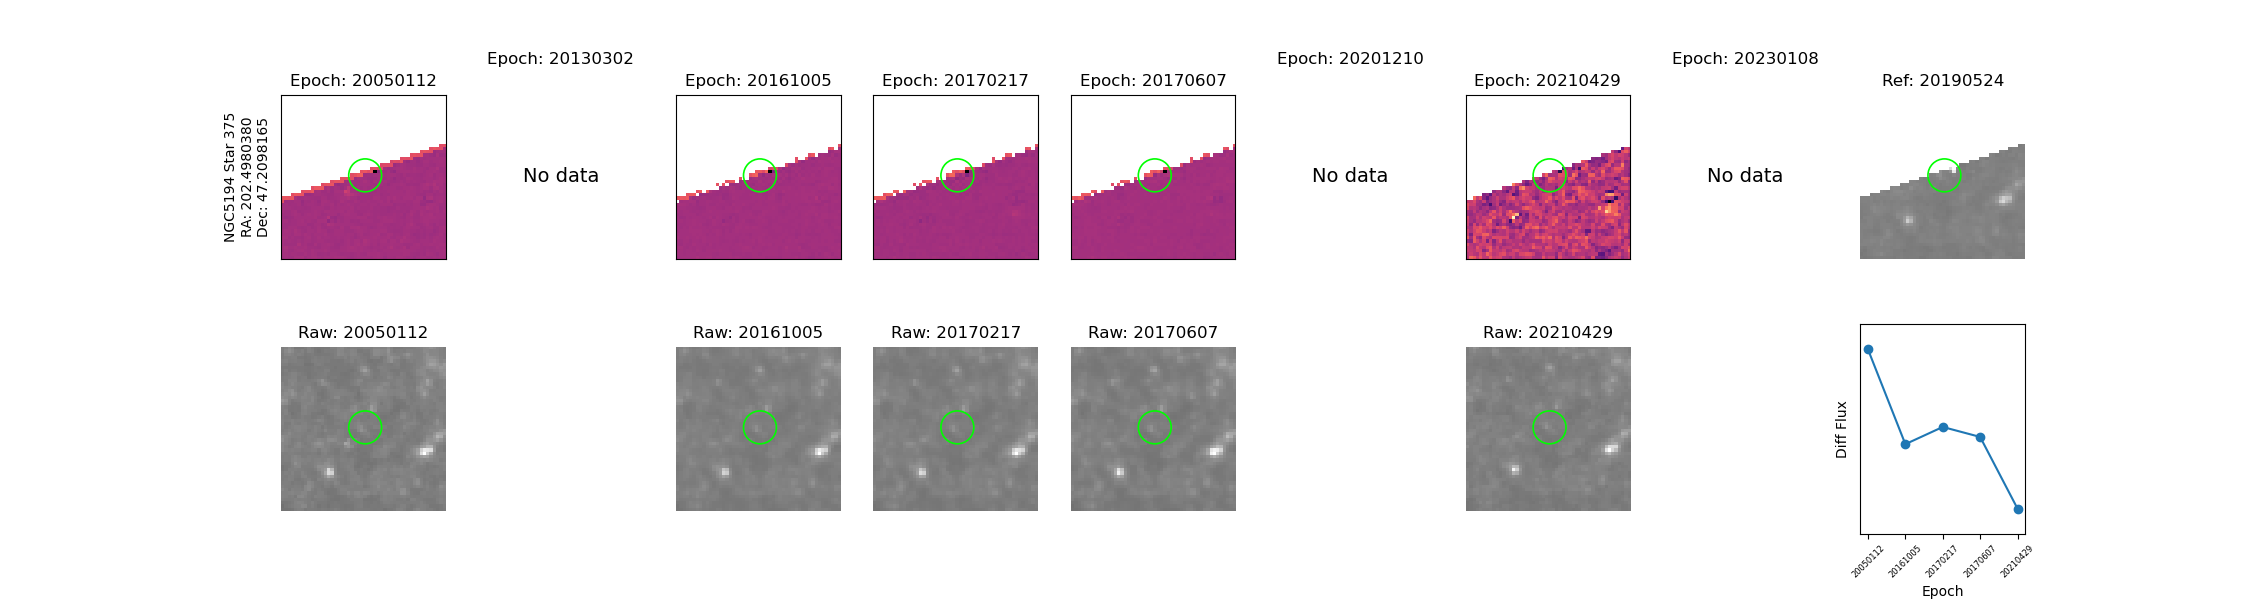 Epoch: 20130302
Epoch: 20201210
Epoch: 20230108
Epoch: 20050112
Epoch: 20161005
Epoch: 20170217
Epoch: 20170607
Epoch: 20210429
Ref: 20190524
NGC5194 Star 375
RA: 202.4980380
Dec: 47.2098165
No data
No data
No data
Raw: 20050112
Raw: 20161005
Raw: 20170217
Raw: 20170607
Raw: 20210429
Diff Flux
20050112
20161005
20170217
20170607
20210429
Epoch